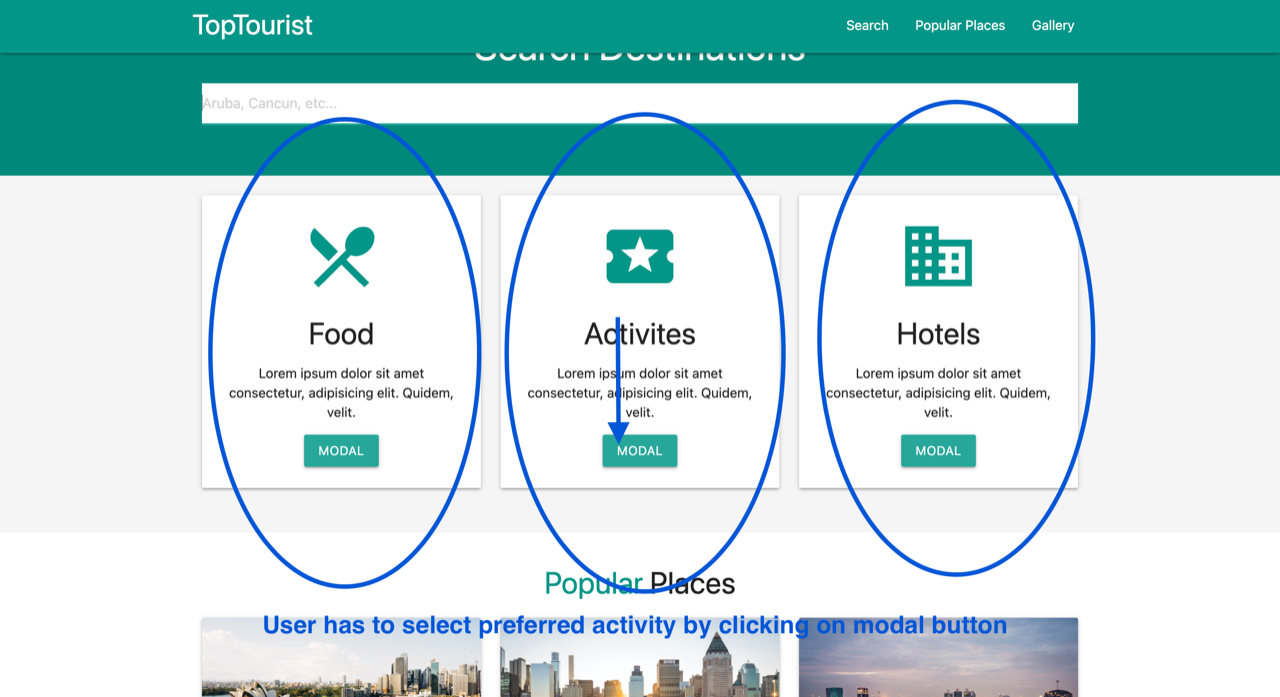 TopTourist
Search
Popular Places
Gallery
Search Destinations
Aruba, Cancun, etc...
Food
Lorem ipsum dolor sit amet
consectetur, adipisicing elit. Quidem,
velit.
MODAL
Activites
Lorem ipsum dolor sit amet
consectetur, adipisicing elit. Quidem,
velit.
MODAL
Hotels
Lorem ipsum dolor sit amet
consectetur, adipisicing elit. Quidem,
velit.
MODAL
Popular Places
User has to select preferred activity by clicking on modal button